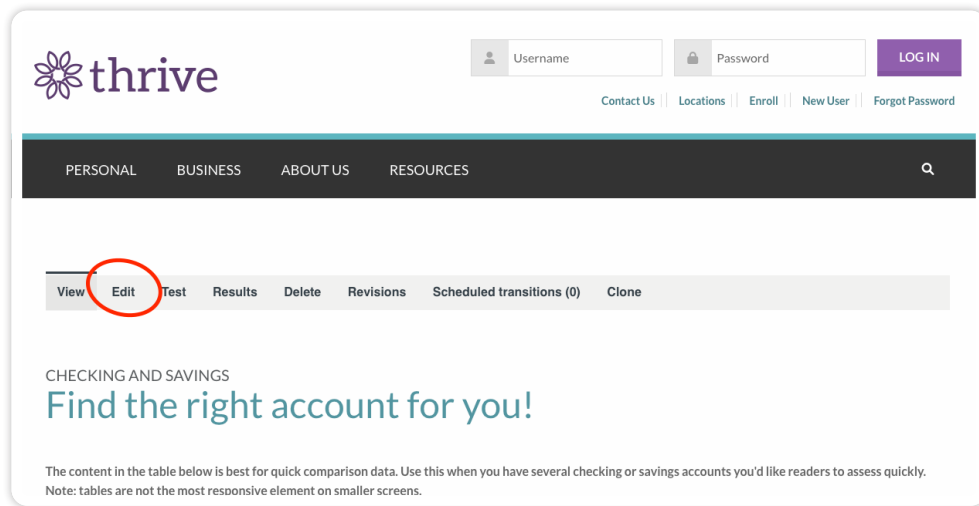 thrive
Username
Password
LOG IN
Contact Us
Locations
Enroll
New User
Forgot Password
PERSONAL
BUSINESS
ABOUT US
RESOURCES
View
Edit
Test
Results
Delete
Revisions
Scheduled transitions (0)
Clone
CHECKING AND SAVINGS
Find the right account for you!
The content in the table below is best for quick comparison data. Use this when you have several checking or savings accounts you'd like readers to assess quickly.
Note: tables are not the most responsive element on smaller screens.